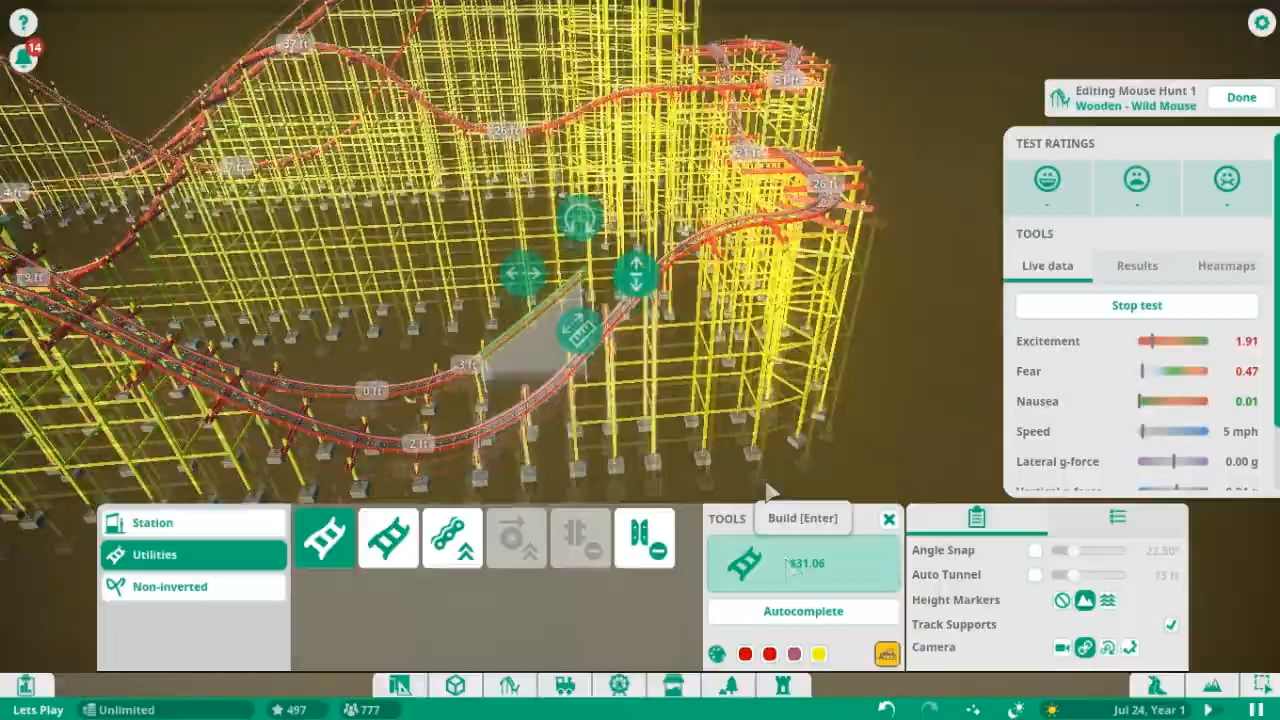 ?
14
37 ft
31 ft
26 ft
21 ft
7 ft
26 ft
4 ft
9 ft
3 ft
0 ft
2 ft
Editing Mouse Hunt 1
Wooden - Wild Mouse
Done
TEST RATINGS
- - -
TOOLS
Live data Results Heatmaps
Stop test
Excitement 1.91
Fear 0.47
Nausea 0.01
Speed 5 mph
Lateral g-force 0.00 g
Station
Utilities
Non-inverted
TOOLS
Build [Enter]
$31.06
Autocomplete
Angle Snap 22.50°
Auto Tunnel 13 ft
Height Markers
Track Supports
Camera
Lets Play Unlimited 497 777 Jul 24, Year 1